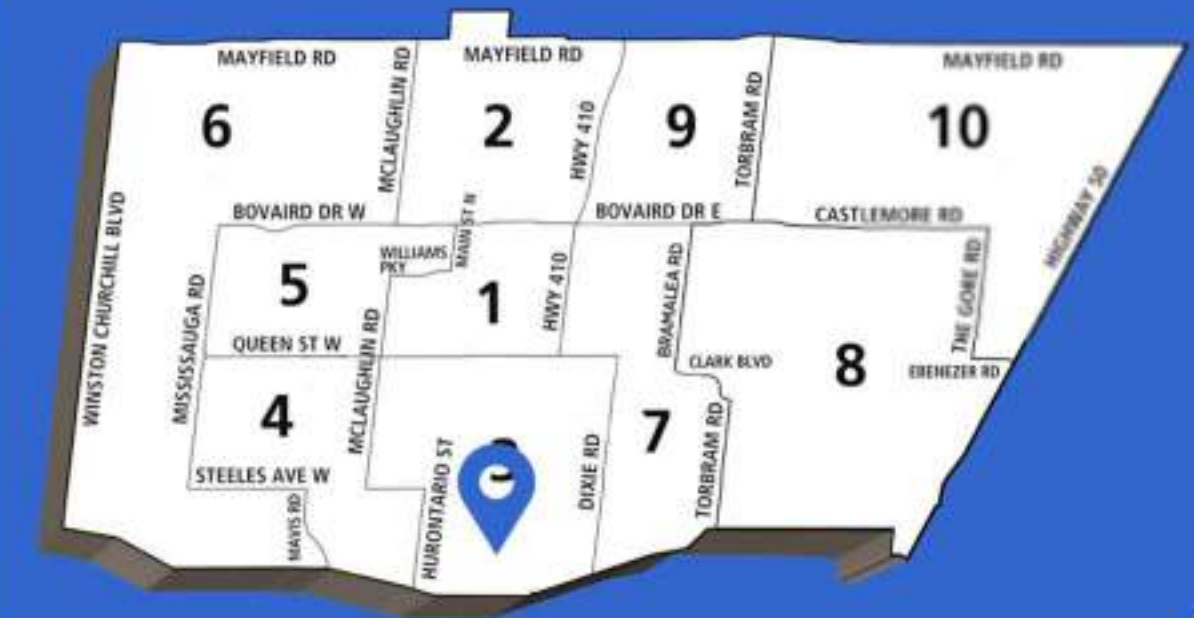 MAYFIELD RD
MAYFIELD RD
MAYFIELD RD
6
MCLAUGHLIN RD
2
HWY 410
9
TORBRAM RD
10
BOVAIRD DR W
MAIN ST N
BOVAIRD DR E
CASTLEMORE RD
HIGHWAY 50
WINSTON CHURCHILL BLVD
MISSISSAUGA RD
5
WILLIAMS
PKY
1
HWY 410
BRAMALEA RD
THE GORE RD
QUEEN ST W
MCLAUGHLIN RD
CLARK BLVD
8
EBENEZER RD
4
7
STEELES AVE W
MAVIS RD
HURONTARIO ST
DIXIE RD
TORBRAM RD